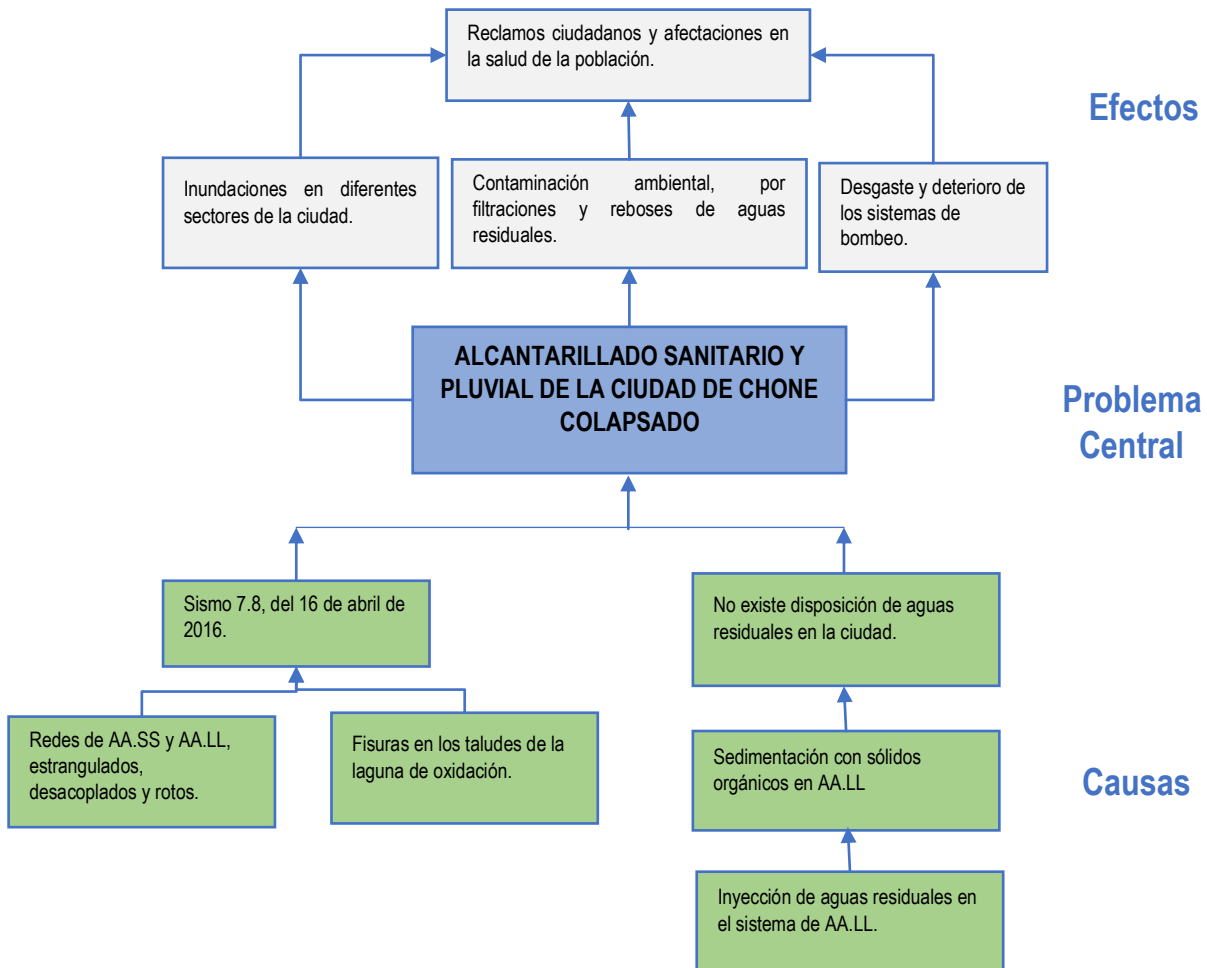 Reclamos ciudadanos y afectaciones en
la salud de la población.
Efectos
Inundaciones en diferentes
sectores de la ciudad.
Contaminación ambiental, por
filtraciones y reboses de aguas
residuales.
Desgaste y deterioro de
los sistemas de
bombeo.
ALCANTARILLADO SANITARIO Y
PLUVIAL DE LA CIUDAD DE CHONE
COLAPSADO
Problema
Central
Sismo 7.8, del 16 de abril de
2016.
No existe disposición de aguas
residuales en la ciudad.
Redes de AA.SS y AA.LL,
estrangulados,
desacoplados y rotos.
Fisuras en los taludes de la
laguna de oxidación.
Sedimentación con sólidos
orgánicos en AA.LL
Causas
Inyección de aguas residuales en
el sistema de AA.LL.